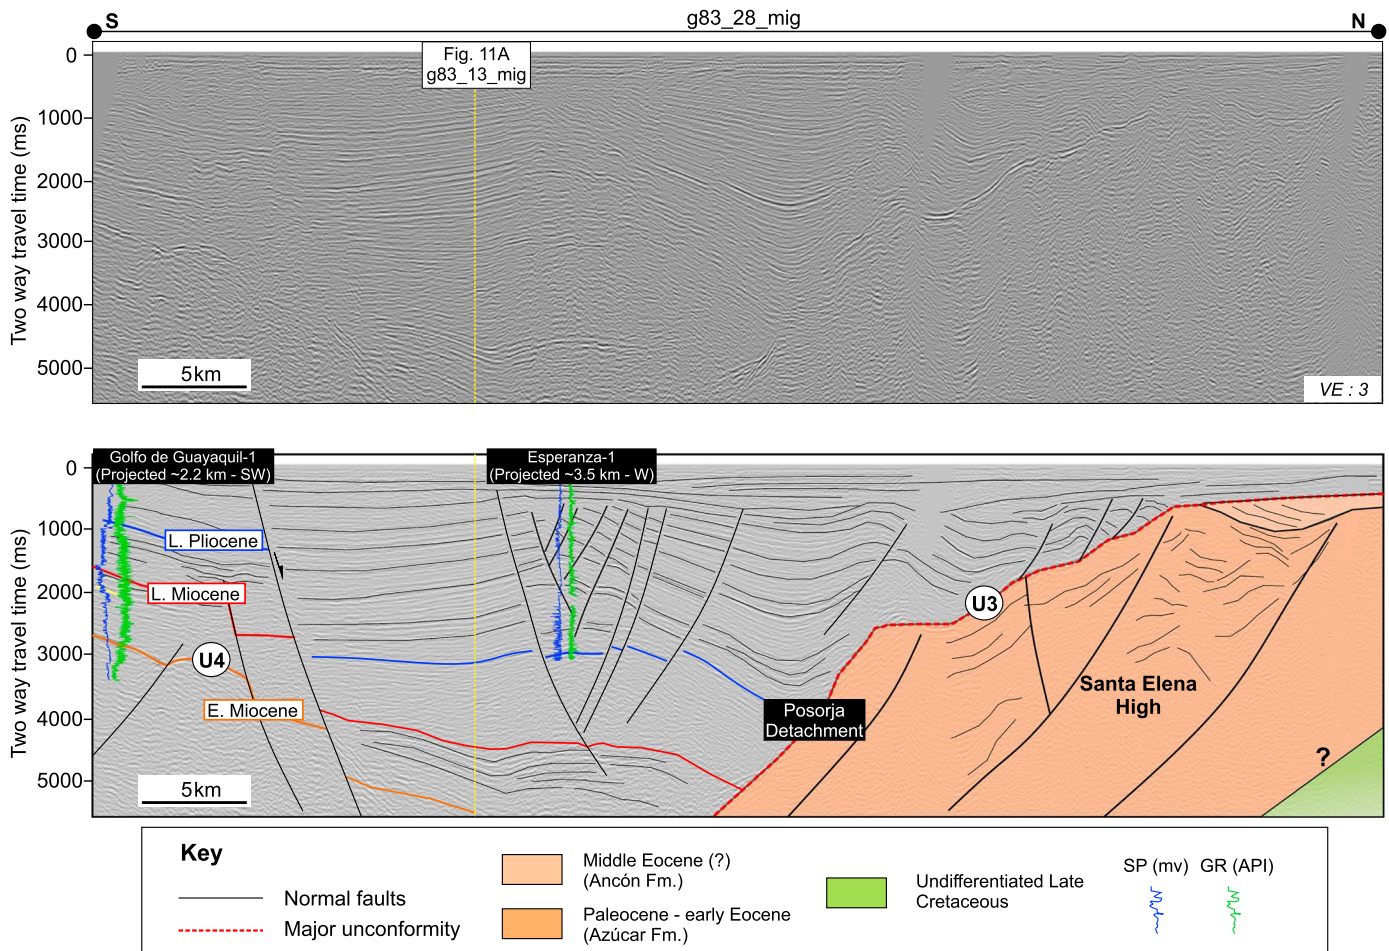 S
g83_28_mig
N
Fig. 11A
g83_13_mig
Two way travel time (ms)
0
1000
2000
3000
4000
5000
5km
VE : 3
Golfo de Guayaquil-1
(Projected ~2.2 km - SW)
Esperanza-1
(Projected ~3.5 km - W)
Two way travel time (ms)
0
1000
2000
3000
4000
5000
L. Pliocene
L. Miocene
U4
E. Miocene
U3
Posorja
Detachment
Santa Elena
High
?
5km
Key
Normal faults
Major unconformity
Middle Eocene (?)
(Ancón Fm.)
Paleocene - early Eocene
(Azúcar Fm.)
Undifferentiated Late
Cretaceous
SP (mv)
GR (API)